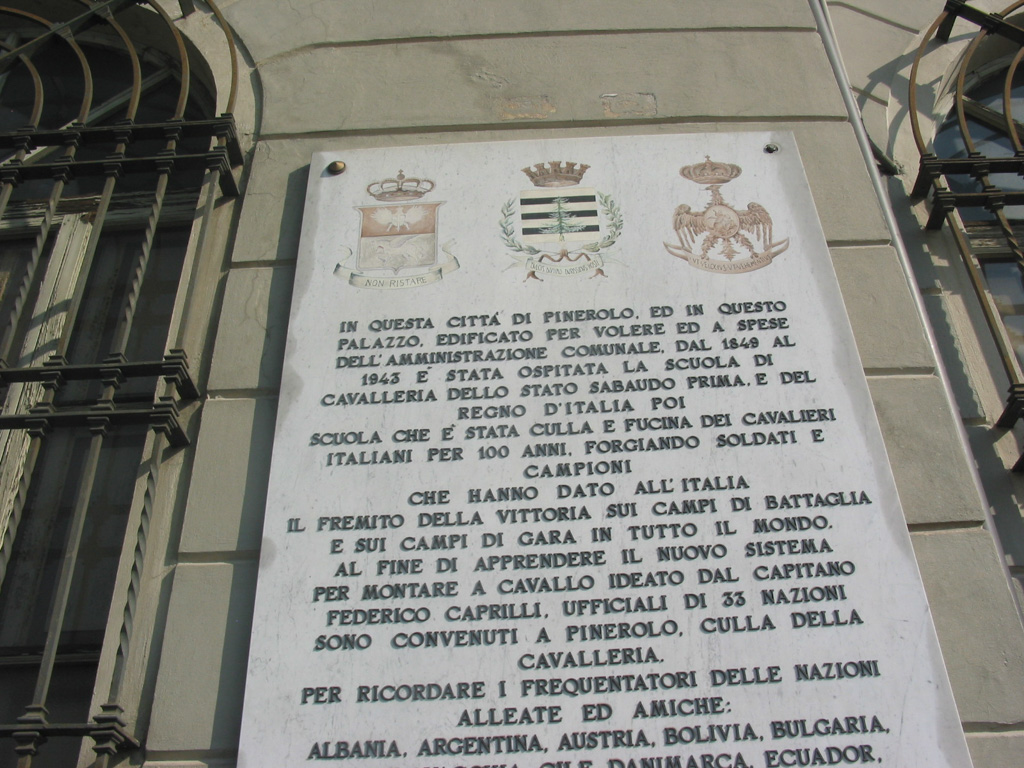 NON RISTARE
IN QUESTA CITTÁ DI PINEROLO, ED IN QUESTO
PALAZZO, EDIFICATO PER VOLERE ED A SPESE
DELL'AMMINISTRAZIONE COMUNALE, DAL 1849 AL
1943 E' STATA OSPITATA LA SCUOLA DI
CAVALLERIA DELLO STATO SABAUDO PRIMA, E DEL
REGNO D'ITALIA POI
SCUOLA CHE E' STATA CULLA E FUCINA DEI CAVALIERI
ITALIANI PER 100 ANNI, FORGIANDO SOLDATI E
CAMPIONI
CHE HANNO DATO ALL'ITALIA
IL FREMITO DELLA VITTORIA SUI CAMPI DI BATTAGLIA
E SUI CAMPI DI GARA IN TUTTO IL MONDO.
AL FINE DI APPRENDERE IL NUOVO SISTEMA
PER MONTARE A CAVALLO IDEATO DAL CAPITANO
FEDERICO CAPRILLI, UFFICIALI DI 33 NAZIONI
SONO CONVENUTI A PINEROLO, CULLA DELLA
CAVALLERIA.
PER RICORDARE I FREQUENTATORI DELLE NAZIONI
ALLEATE ED AMICHE:
ALBANIA, ARGENTINA, AUSTRIA, BOLIVIA, BULGARIA,
CILE, DANIMARCA, ECUADOR,